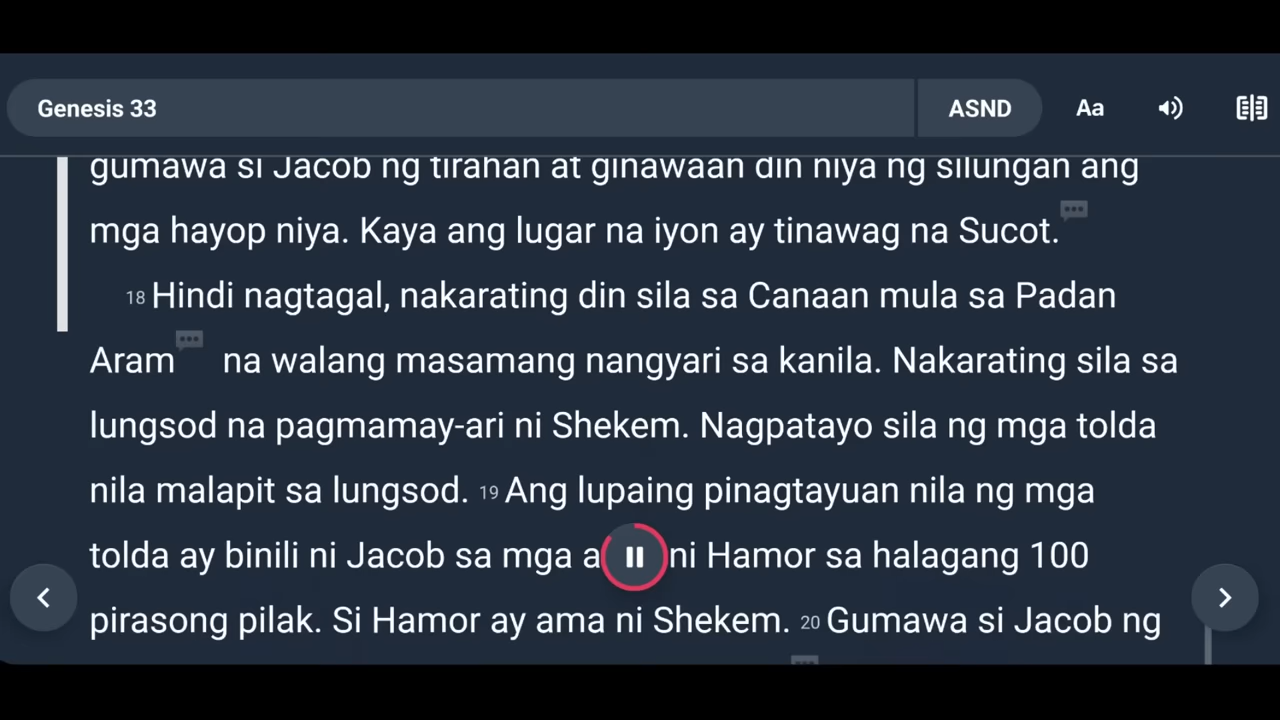 Genesis 33 ASND Aa
gumawa si Jacob ng tirahan at ginawaan din niya ng silungan ang
mga hayop niya. Kaya ang lugar na iyon ay tinawag na Sucot.
18 Hindi nagtagal, nakarating din sila sa Canaan mula sa Padan
Aram na walang masamang nangyari sa kanila. Nakarating sila sa
lungsod na pagmamay-ari ni Shekem. Nagpatayo sila ng mga tolda
nila malapit sa lungsod. 19 Ang lupaing pinagtayuan nila ng mga
tolda ay binili ni Jacob sa mga ni Hamor sa halagang 100
pirasong pilak. Si Hamor ay ama ni Shekem. 20 Gumawa si Jacob ng